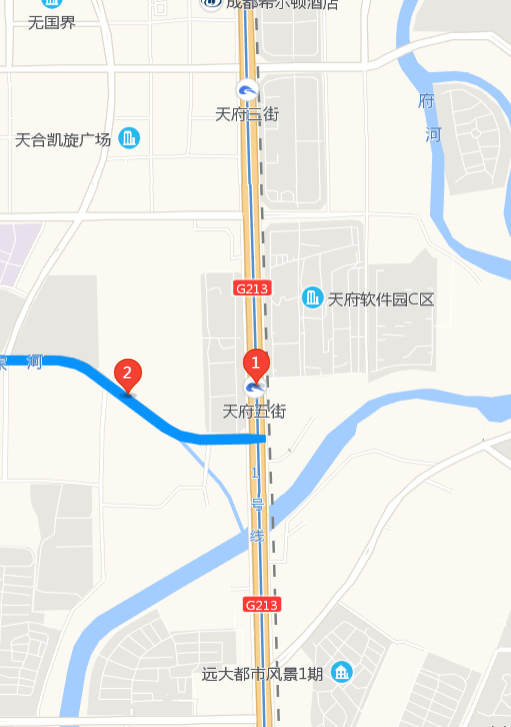 成都希尔顿酒店
无国界
府
河
天府三街
天合凯旋广场
G213
天府软件园C区
河
1
2
天府五街
1
号
线
G213
远大都市风景1期